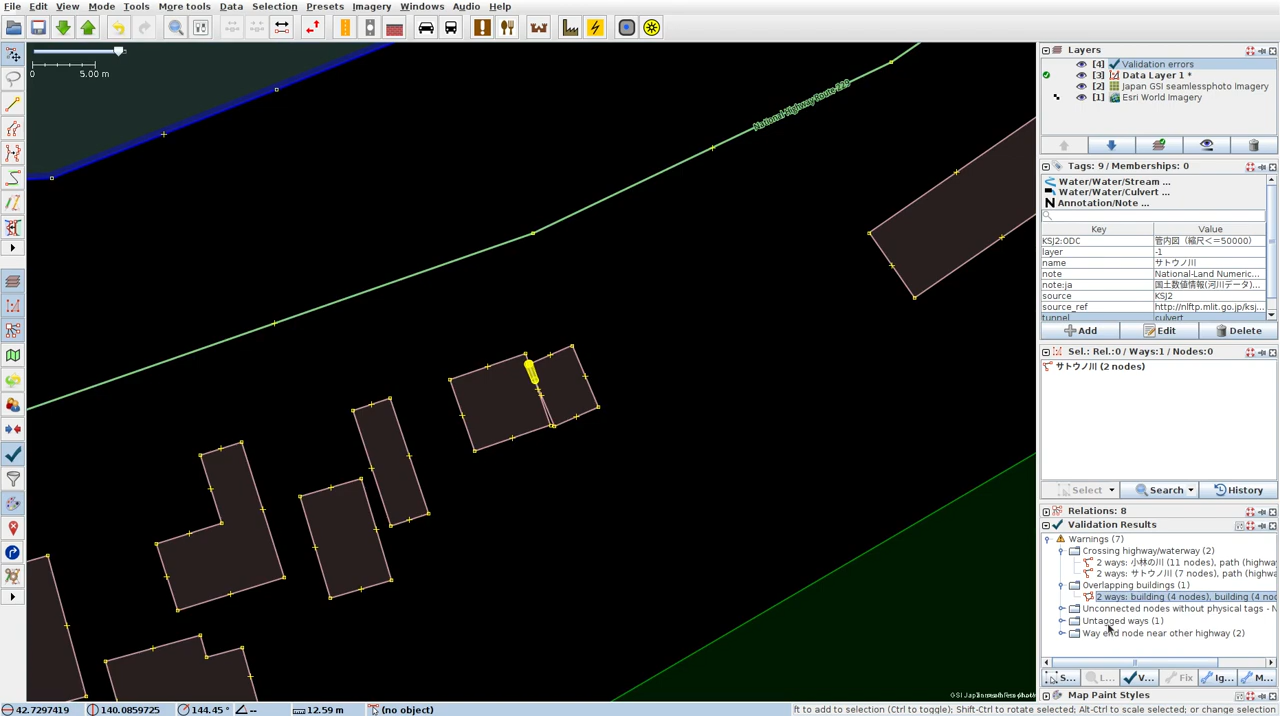 File Edit View Mode Tools More tools Data Selection Presets Imagery Windows Audio Help
0 5.00 m
National Highway Route 229
Layers
[4] Validation errors
[3] Data Layer 1 *
[2] Japan GSI seamlessphoto Imagery
[1] Esri World Imagery
Tags: 9 / Memberships: 0
Water/Water/Stream ...
Water/Water/Culvert ...
Annotation/Note ...
Key Value
KSJ2:ODC 管内図（縮尺<=50000）
layer -1
name サトウノ川
note National-Land Numeric...
note:ja 国土数値情報(河川データ)...
source KSJ2
source_ref http://nlftp.mlit.go.jp/ksj...
tunnel culvert
Add Edit Delete
Sel.: Rel.:0 / Ways:1 / Nodes:0
サトウノ川 (2 nodes)
Select Search History
Relations: 8
Validation Results
Warnings (7)
Crossing highway/waterway (2)
2 ways: 小林の川 (11 nodes), path (highwa
2 ways: サトウノ川 (7 nodes), path (highwa
Overlapping buildings (1)
2 ways: building (4 nodes), building (4 noc
Unconnected nodes without physical tags - N
Untagged ways (1)
Way end node near other highway (2)
S... L... V... Fix Ig... M...
Map Paint Styles
42.7297419 140.0859725 144.45° -- 12.59 m (no object) ft to add to selection (Ctrl to toggle); Shift-Ctrl to rotate selected; Alt-Ctrl to scale selected; or change selection